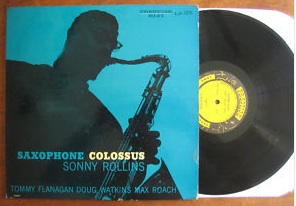 SAXOPHONE COLOSSUS
SONNY ROLLINS
TOMMY FLANAGAN DOUG WATKINS MAX ROACH